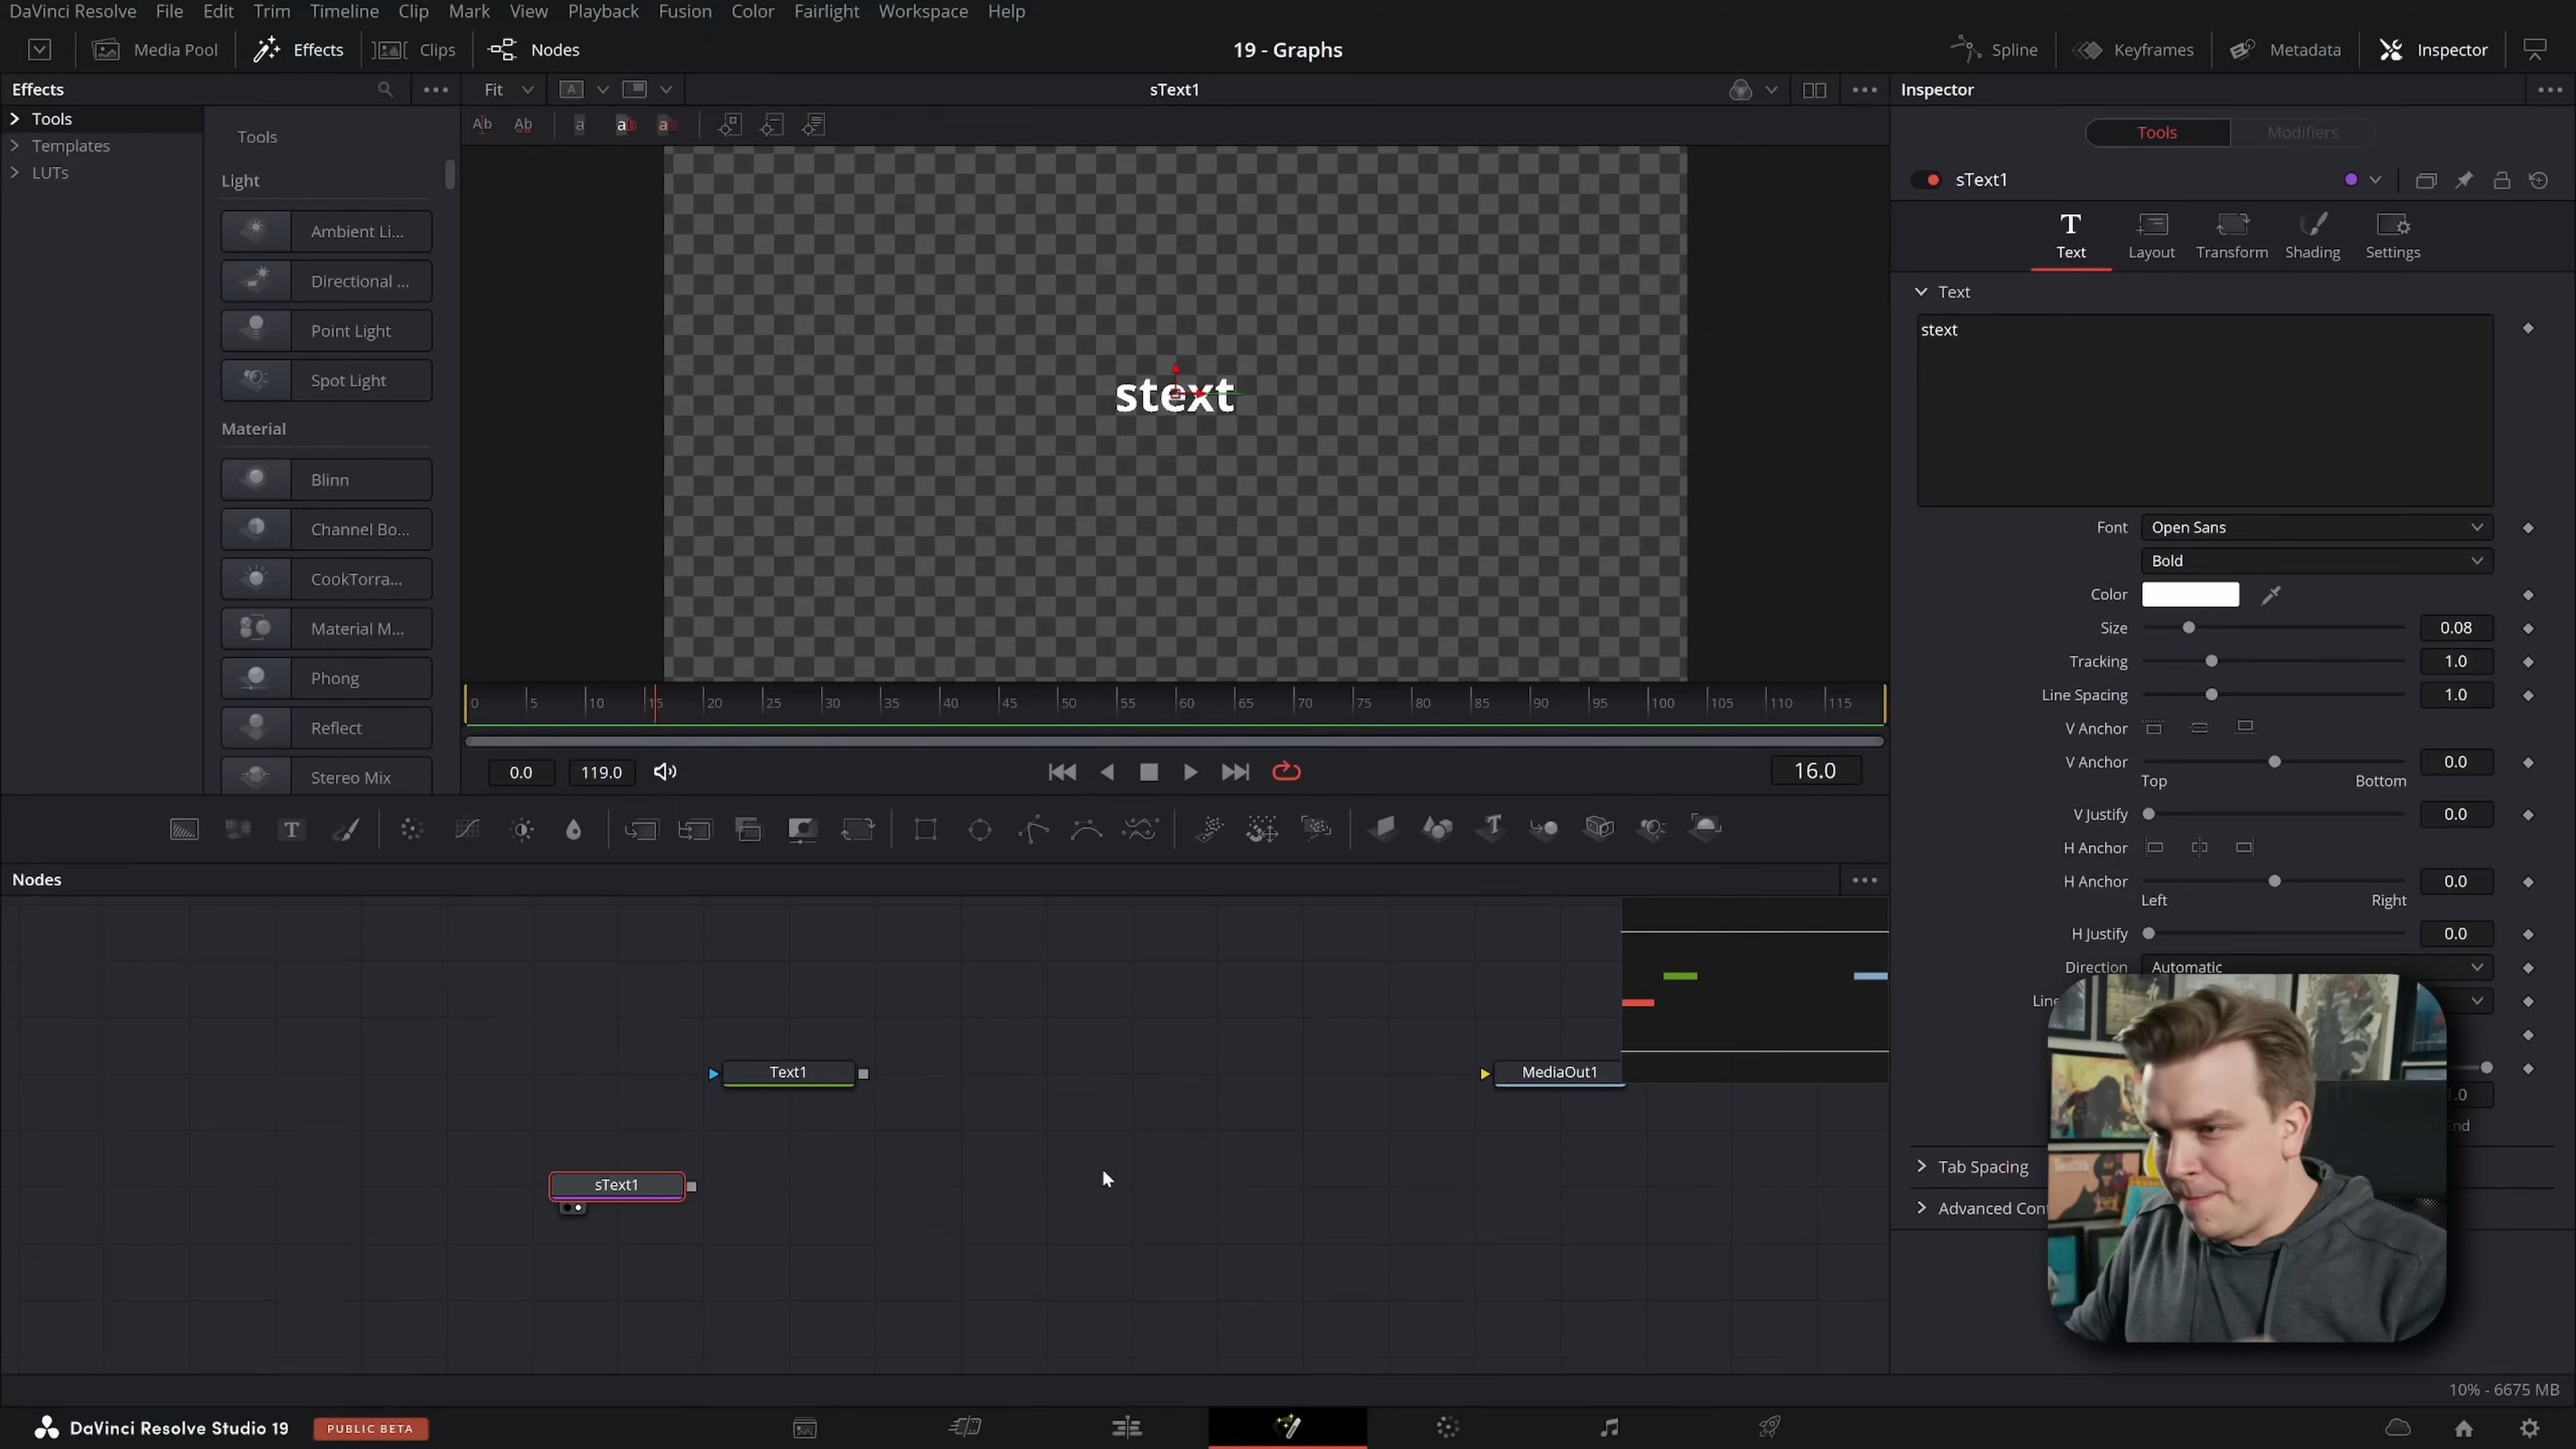 DaVinci Resolve File Edit Trim Timeline Clip Mark View Playback Fusion Color Fairlight Workspace Help
Media Pool Effects Clips Nodes 19 - Graphs Spline Keyframes Metadata Inspector
Effects Fit A sText1 Inspector
Tools
Templates
LUTs
Tools
Light
Ambient Li...
Directional ...
Point Light
Spot Light
Material
Blinn
Channel Bo...
CookTorra...
Material M...
Phong
Reflect
Stereo Mix
stext
0 5 10 15 20 25 30 35 40 45 50 55 60 65 70 75 80 85 90 95 100 105 110 115
0.0 119.0 16.0
Tools Modifiers
sText1
Text Layout Transform Shading Settings
Text
stext
Font Open Sans
Bold
Color
Size 0.08
Tracking 1.0
Line Spacing 1.0
V Anchor
V Anchor 0.0
Top Bottom
V Justify 0.0
H Anchor
H Anchor 0.0
Left Right
H Justify 0.0
Direction Automatic
Tab Spacing
Nodes
Text1 MediaOut1
sText1
10% - 6675 MB
DaVinci Resolve Studio 19 PUBLIC BETA